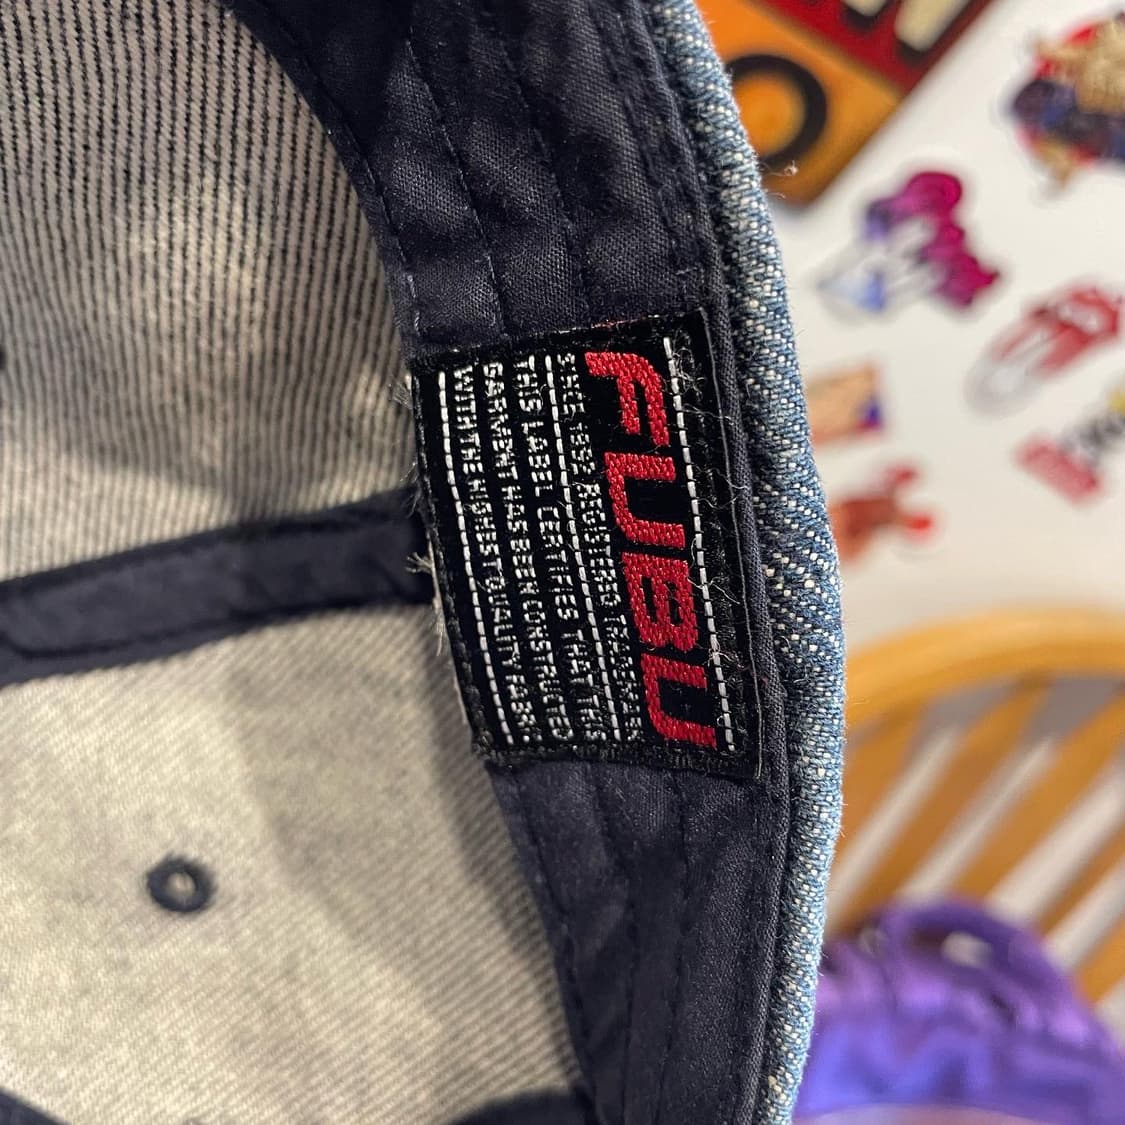 FUBU
SINCE 1992 REGISTERED TRADEMARK
THIS LABEL CERTIFIES THAT THIS
GARMENT HAS BEEN CONSTRUCTED
WITH THE HIGHEST QUALITY FABRIC